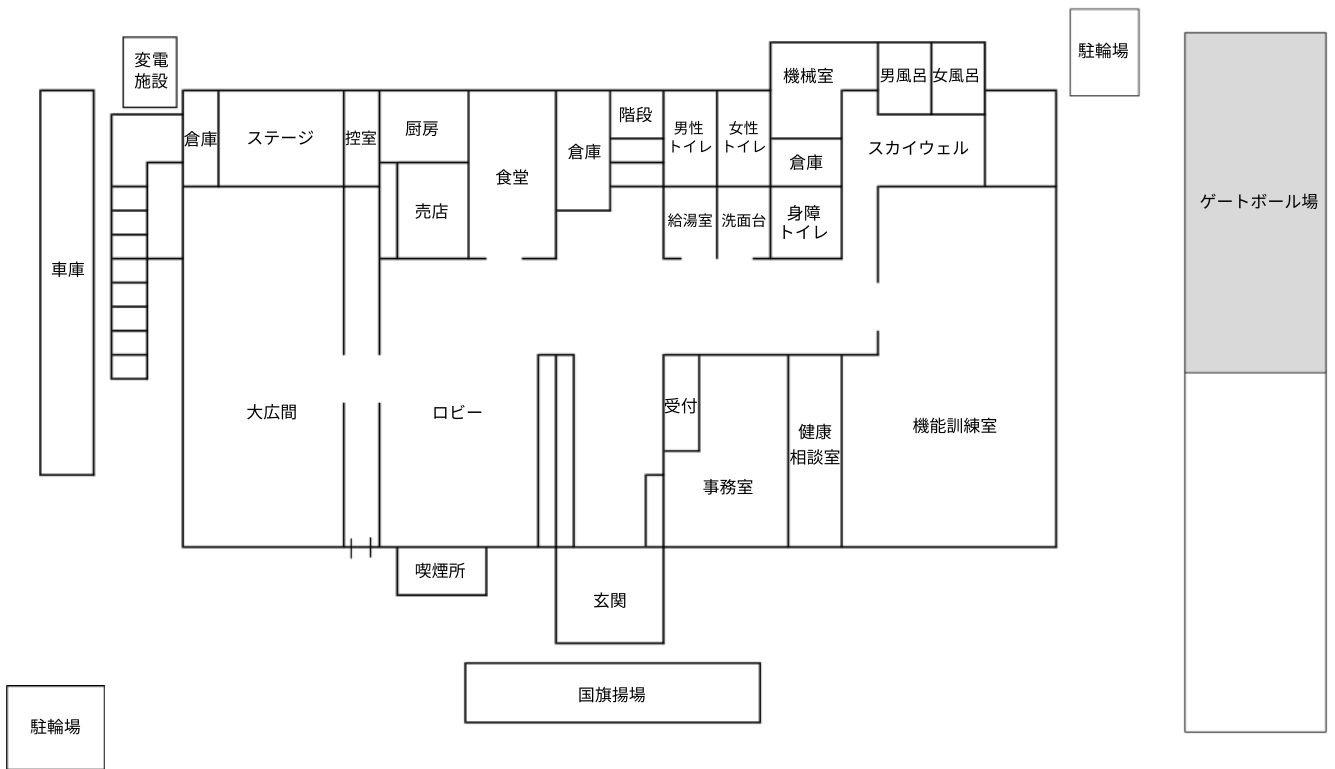 変電
施設
駐輪場
機械室
男風呂
女風呂
倉庫
ステージ
控室
厨房
食堂
倉庫
階段
男性
トイレ
女性
トイレ
倉庫
スカイウェル
売店
給湯室
洗面台
身障
トイレ
ゲートボール場
車庫
大広間
ロビー
受付
事務室
健康
相談室
機能訓練室
喫煙所
玄関
国旗揚場
駐輪場